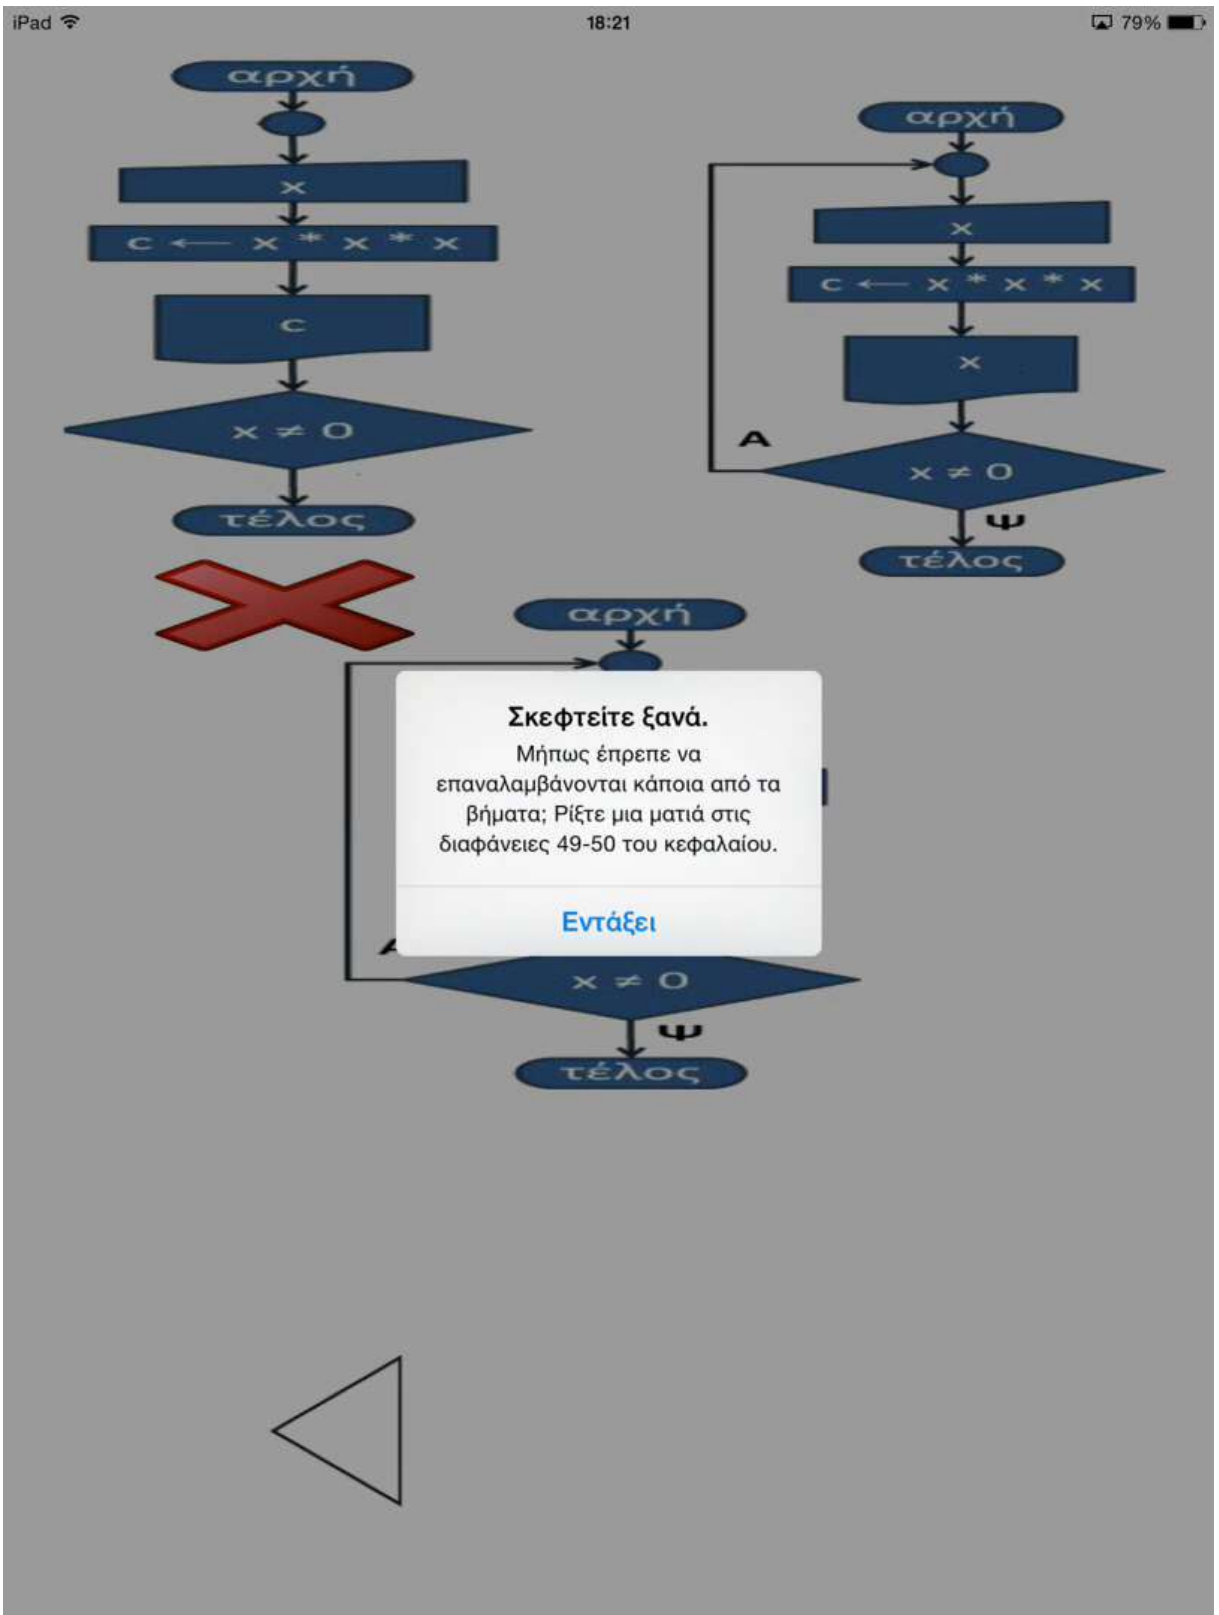 iPad 18:21 79%
αρχή
x
c ← x * x * x
c
x ≠ 0
τέλος
αρχή
x
c ← x * x * x
x
A
x ≠ 0
Ψ
τέλος
αρχή
Σκεφτείτε ξανά.
Μήπως έπρεπε να
επαναλαμβάνονται κάποια από τα
βήματα; Ρίξτε μια ματιά στις
διαφάνειες 49-50 του κεφαλαίου.
Εντάξει
x ≠ 0
Ψ
τέλος